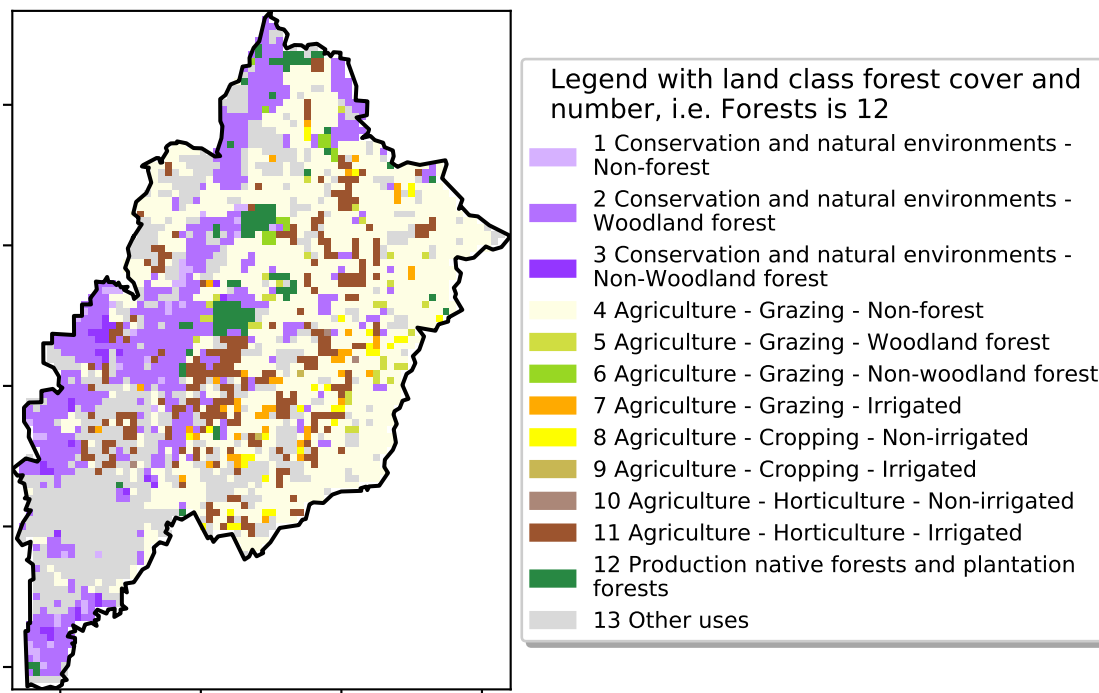 Legend with land class forest cover and
number, i.e. Forests is 12
1 Conservation and natural environments -
Non-forest
2 Conservation and natural environments -
Woodland forest
3 Conservation and natural environments -
Non-Woodland forest
4 Agriculture - Grazing - Non-forest
5 Agriculture - Grazing - Woodland forest
6 Agriculture - Grazing - Non-woodland forest
7 Agriculture - Grazing - Irrigated
8 Agriculture - Cropping - Non-irrigated
9 Agriculture - Cropping - Irrigated
10 Agriculture - Horticulture - Non-irrigated
11 Agriculture - Horticulture - Irrigated
12 Production native forests and plantation
forests
13 Other uses